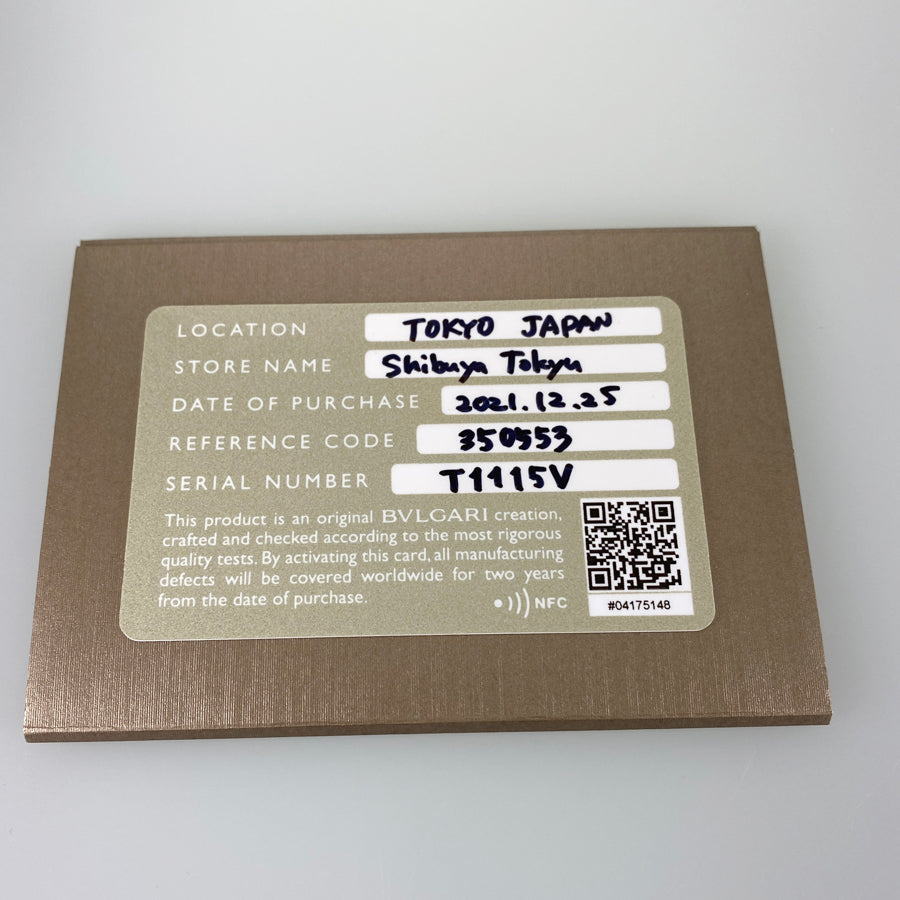 LOCATION TOKYO JAPAN
STORE NAME Shibuya Tokyu
DATE OF PURCHASE 2021.12.25
REFERENCE CODE 350553
SERIAL NUMBER T1115V
This product is an original BVLGARI creation,
crafted and checked according to the most rigorous
quality tests. By activating this card, all manufacturing
defects will be covered worldwide for two years
from the date of purchase.
NFC
#04175148